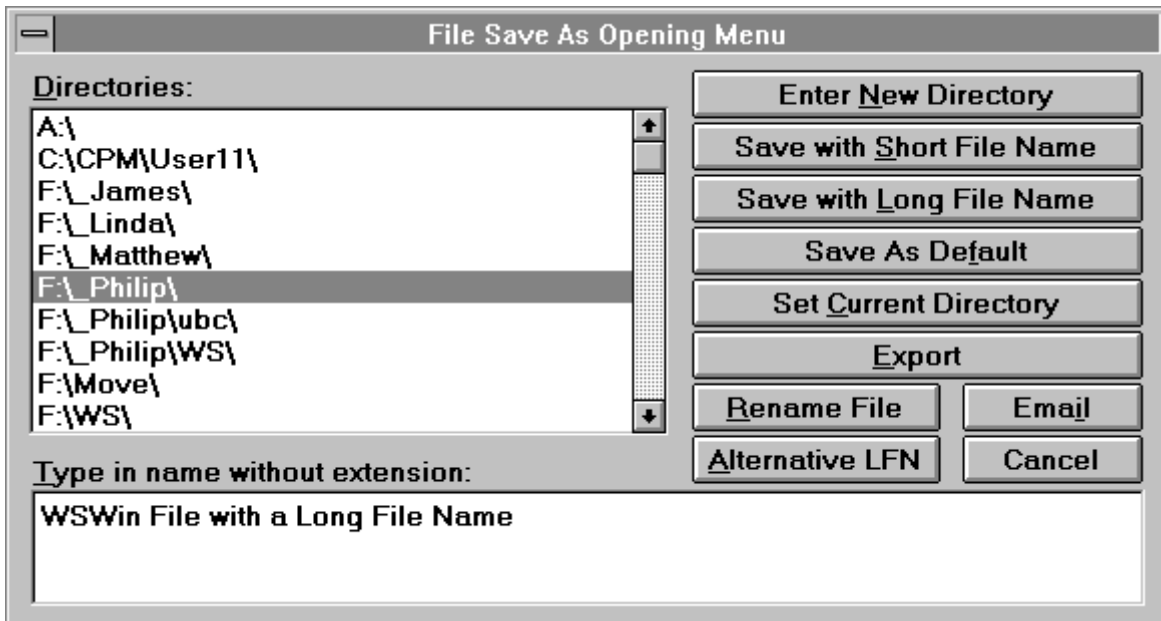 File Save As Opening Menu
Directories:
A:\
C:\CPM\User11\
F:\_James\
F:\_Linda\
F:\_Matthew\
F:\_Philip\
F:\_Philip\ubc\
F:\_Philip\WS\
F:\Move\
F:\WS\
Enter New Directory
Save with Short File Name
Save with Long File Name
Save As Default
Set Current Directory
Export
Rename File
Email
Alternative LFN
Cancel
Type in name without extension:
WSWin File with a Long File Name